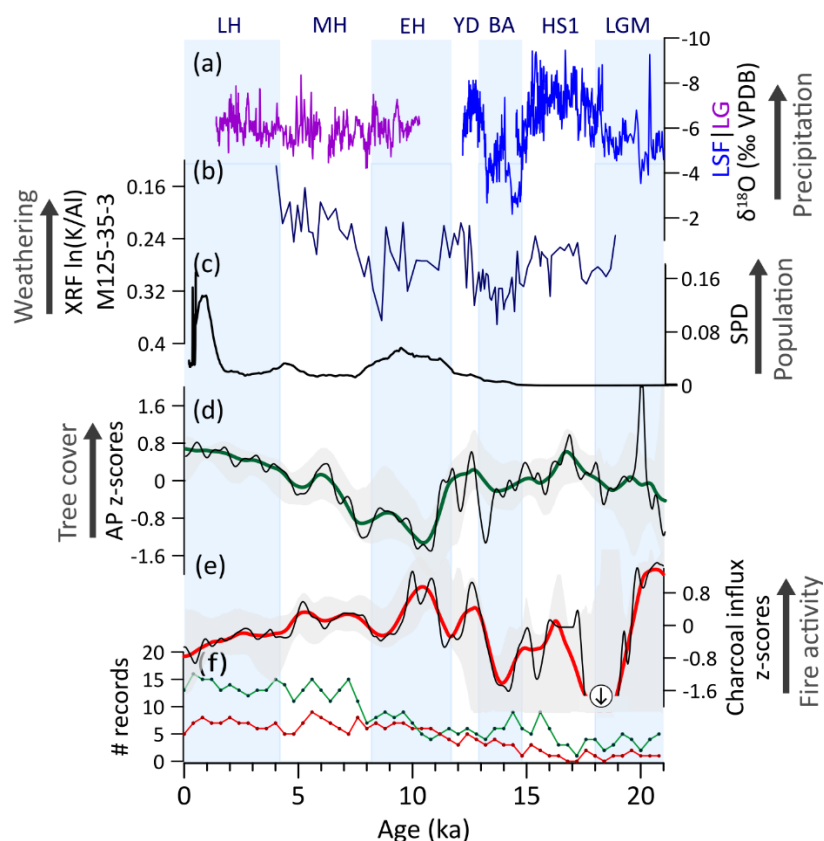 LH MH EH YD BA HS1 LGM
(a)
-10
-8
-6
-4
-2
LSF | LG
δ18O (‰ VPDB)
Precipitation
(b)
0.16
0.24
0.32
0.4
Weathering
XRF ln(K/Al)
M125-35-3
(c)
0.16
0.08
0
SPD
Population
(d)
1.6
0.8
0
-0.8
-1.6
Tree cover
AP z-scores
(e)
0.8
0
-0.8
-1.6
Charcoal influx
z-scores
Fire activity
(f)
20
15
10
5
0
# records
0 5 10 15 20
Age (ka)